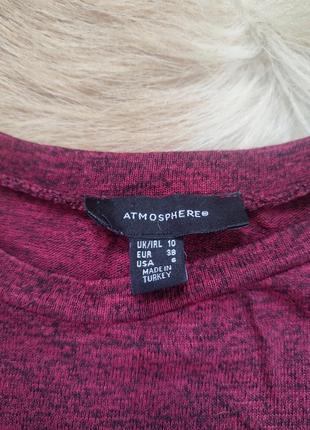 ATMOSPHERE®
UK/IRL 10
EUR 38
USA 6
MADE IN
TURKEY